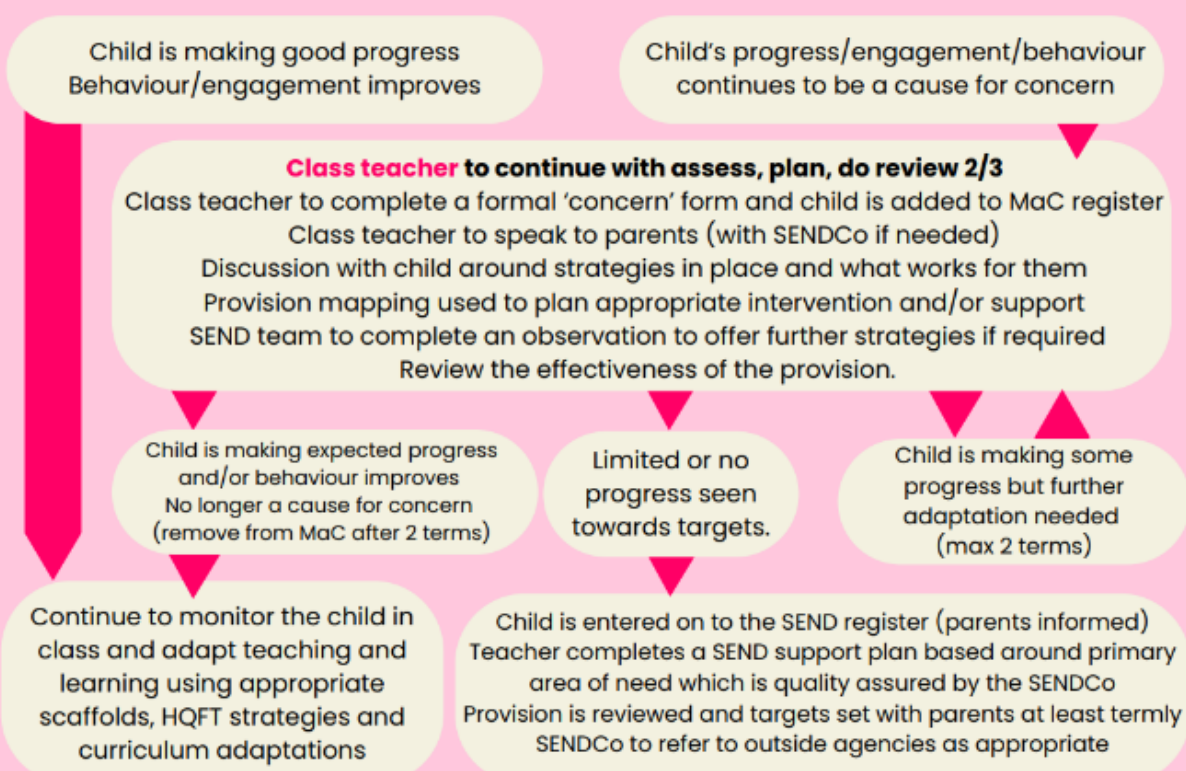 Child is making good progress
Behaviour/engagement improves
Child's progress/engagement/behaviour
continues to be a cause for concern
Class teacher to continue with assess, plan, do review 2/3
Class teacher to complete a formal 'concern' form and child is added to MaC register
Class teacher to speak to parents (with SENDCo if needed)
Discussion with child around strategies in place and what works for them
Provision mapping used to plan appropriate intervention and/or support
SEND team to complete an observation to offer further strategies if required
Review the effectiveness of the provision.
Child is making expected progress
and/or behaviour improves
No longer a cause for concern
(remove from MaC after 2 terms)
Limited or no
progress seen
towards targets.
Child is making some
progress but further
adaptation needed
(max 2 terms)
Continue to monitor the child in
class and adapt teaching and
learning using appropriate
scaffolds, HQFT strategies and
curriculum adaptations
Child is entered on to the SEND register (parents informed)
Teacher completes a SEND support plan based around primary
area of need which is quality assured by the SENDCo
Provision is reviewed and targets set with parents at least termly
SENDCo to refer to outside agencies as appropriate